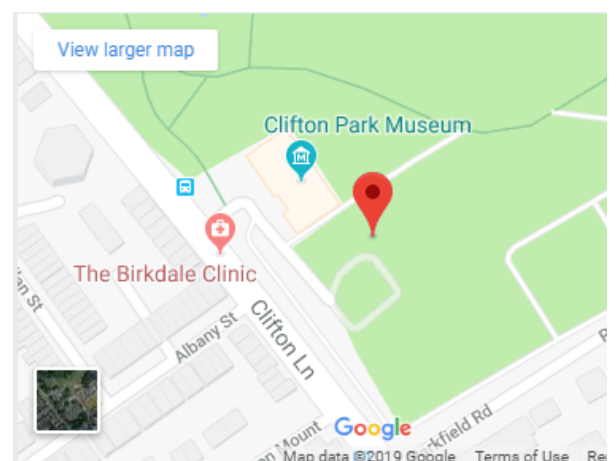 View larger map
Clifton Park Museum
M
The Birkdale Clinic
Albany St
Clifton Ln
Mount
Google
Map data ©2019 Google Terms of Use